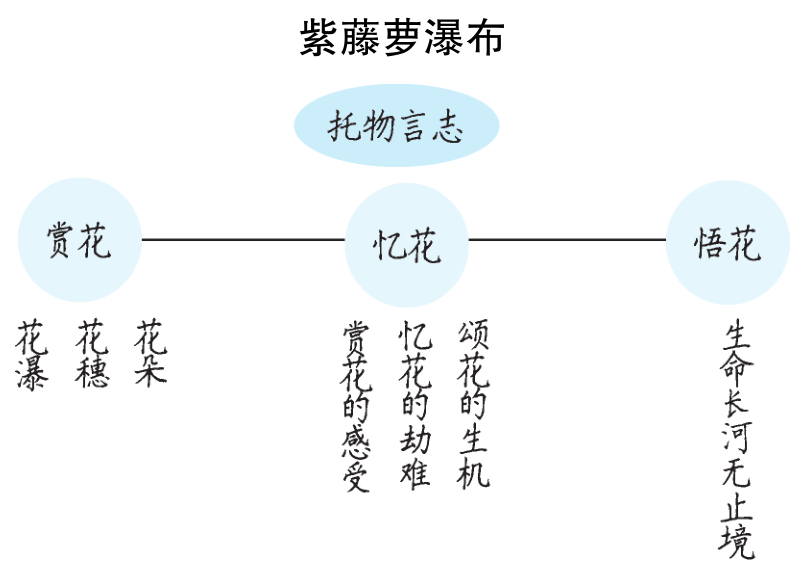 紫藤萝瀑布
托物言志
赏花
忆花
悟花
花瀑
花穗
花朵
赏花的感受
忆花的劫难
颂花的生机
生命长河无止境